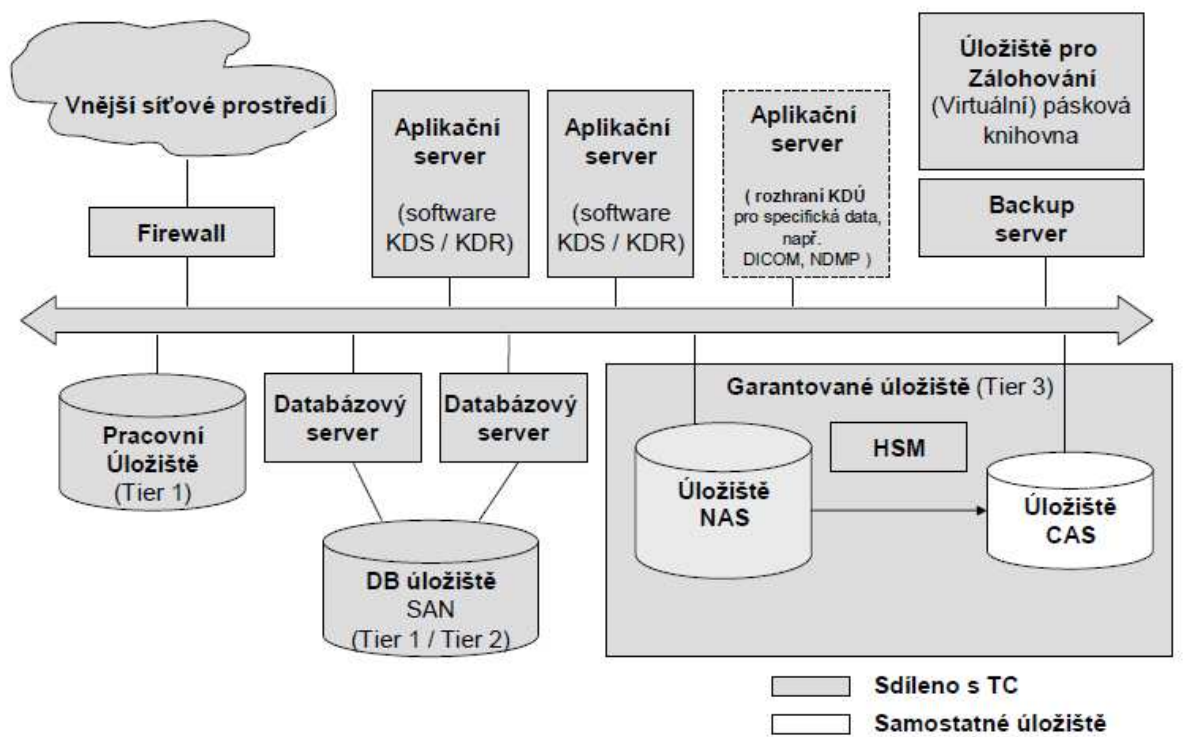 Vnější síťové prostředí
Firewall
Aplikační
server
(software
KDS / KDR)
Aplikační
server
(software
KDS / KDR)
Aplikační
server
( rozhraní KDÚ
pro specifická data,
např.
DICOM, NDMP )
Úložiště pro
Zálohování
(Virtuální) pásková
knihovna
Backup
server
Pracovní
Úložiště
(Tier 1)
Databázový
server
Databázový
server
DB úložiště
SAN
(Tier 1 / Tier 2)
Garantované úložiště (Tier 3)
HSM
Úložiště
NAS
Úložiště
CAS
Sdíleno s TC
Samostatné úložiště